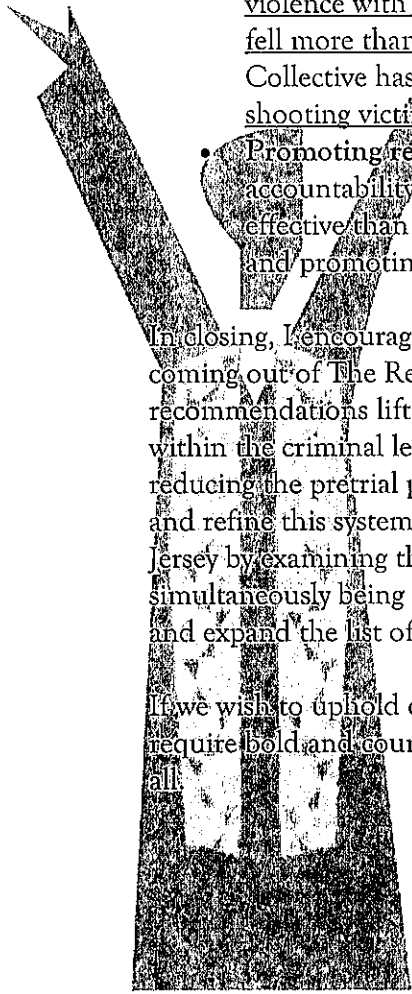 violence with
fell more than
Collective has
shooting victi
• Promoting re
accountability
effective than
and promotin
In closing, I encourag
coming out of The Re
recommendations lift
within the criminal le
reducing the pretrial p
and refine this system
Jersey by examining th
simultaneously being
and expand the list of
If we wish to uphold o
require bold and cour
all.